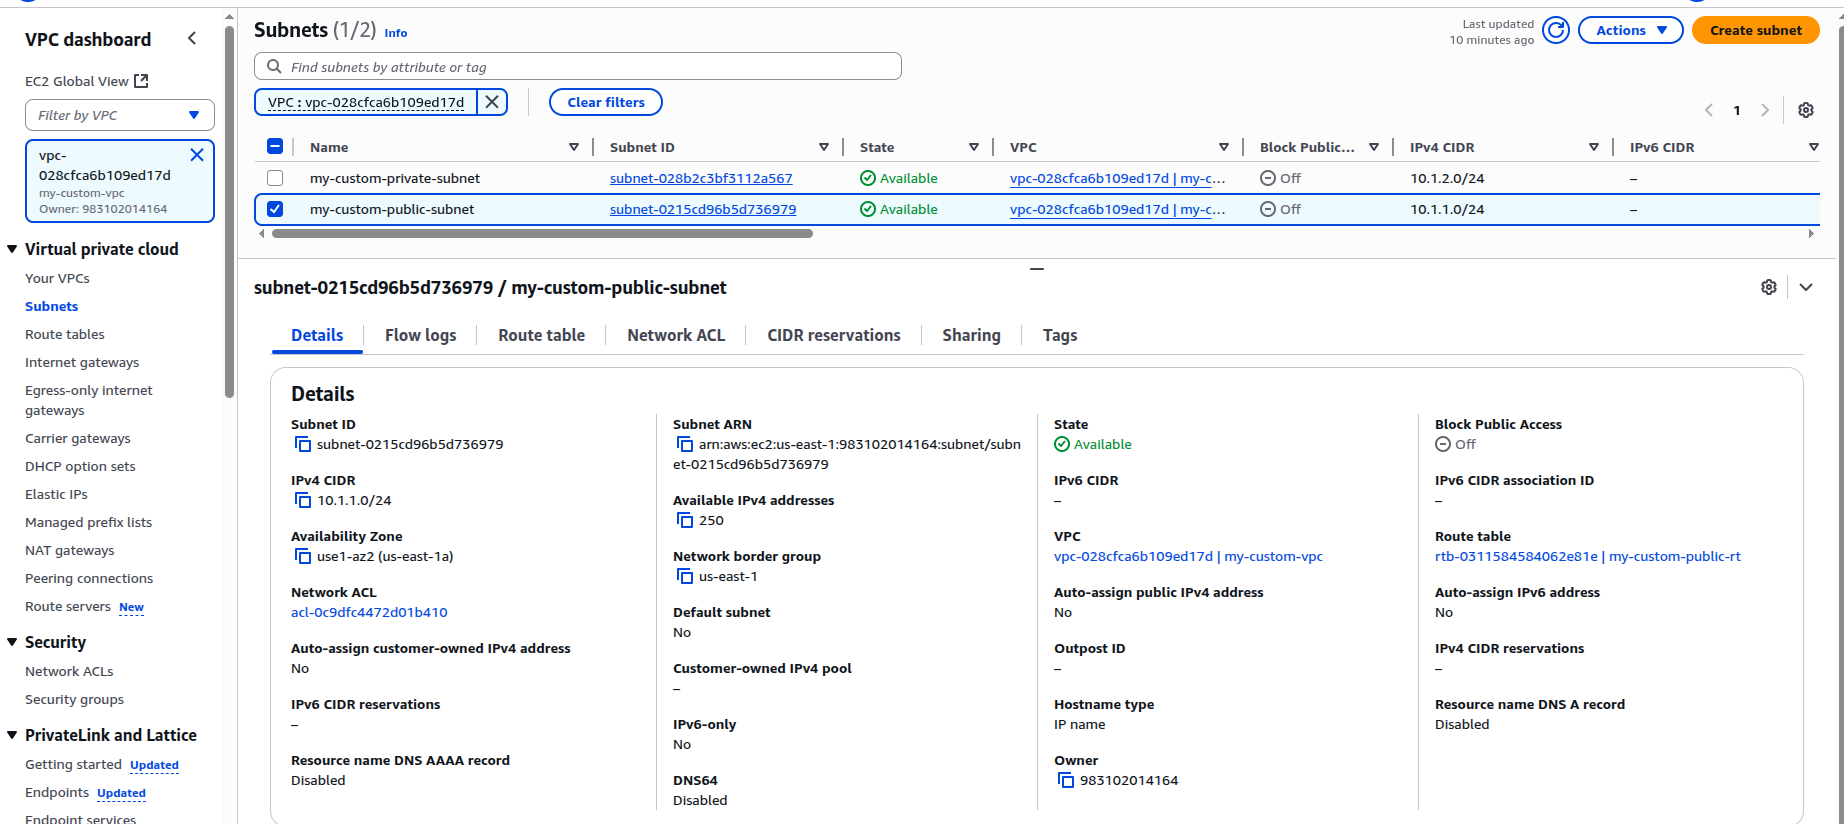 VPC dashboard
EC2 Global View
Filter by VPC
vpc-
028cfca6b109ed17d
my-custom-vpc
Owner: 983102014164
Virtual private cloud
Your VPCs
Subnets
Route tables
Internet gateways
Egress-only internet
gateways
Carrier gateways
DHCP option sets
Elastic IPs
Managed prefix lists
NAT gateways
Peering connections
Route servers New
Security
Network ACLs
Security groups
PrivateLink and Lattice
Getting started Updated
Endpoints Updated
Endpoint services
Subnets (1/2) Info
Last updated
10 minutes ago
Actions
Create subnet
Find subnets by attribute or tag
VPC : vpc-028cfca6b109ed17d
Clear filters
1
Name Subnet ID State VPC Block Public... IPv4 CIDR IPv6 CIDR
my-custom-private-subnet subnet-028b2c3bf3112a567 Available vpc-028cfca6b109ed17d | my-c... Off 10.1.2.0/24 –
my-custom-public-subnet subnet-0215cd96b5d736979 Available vpc-028cfca6b109ed17d | my-c... Off 10.1.1.0/24 –
subnet-0215cd96b5d736979 / my-custom-public-subnet
Details Flow logs Route table Network ACL CIDR reservations Sharing Tags
Details
Subnet ID
subnet-0215cd96b5d736979
IPv4 CIDR
10.1.1.0/24
Availability Zone
use1-az2 (us-east-1a)
Network ACL
acl-0c9dfc4472d01b410
Auto-assign customer-owned IPv4 address
No
IPv6 CIDR reservations
–
Resource name DNS AAAA record
Disabled
Subnet ARN
arn:aws:ec2:us-east-1:983102014164:subnet/subn
et-0215cd96b5d736979
Available IPv4 addresses
250
Network border group
us-east-1
Default subnet
No
Customer-owned IPv4 pool
–
IPv6-only
No
DNS64
Disabled
State
Available
IPv6 CIDR
–
VPC
vpc-028cfca6b109ed17d | my-custom-vpc
Auto-assign public IPv4 address
No
Outpost ID
–
Hostname type
IP name
Owner
983102014164
Block Public Access
Off
IPv6 CIDR association ID
–
Route table
rtb-0311584584062e81e | my-custom-public-rt
Auto-assign IPv6 address
No
IPv4 CIDR reservations
–
Resource name DNS A record
Disabled